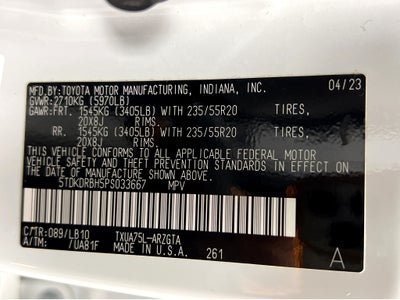 MFD.BY:TOYOTA MOTOR MANUFACTURING, INDIANA, INC. 04/23
GVWR:2710KG (5970LB)
GAWR:FRT. 1545KG (3405LB) WITH 235/55R20 TIRES,
20X8J RIMS,
RR. 1545KG (3405LB) WITH 235/55R20 TIRES,
20X8J RIMS.
THIS VEHICLE CONFORMS TO ALL APPLICABLE FEDERAL MOTOR
VEHICLE SAFETY AND THEFT PREVENTION STANDARDS IN EFFECT ON
THE DATE OF MANUFACTURE SHOWN ABOVE.
5TDKDRBH5PS033667 MPV
C/TR:089/LB10 TXUA75L-ARZGTA
A/TM: /UA81F MADE IN U.S.A. 261 A